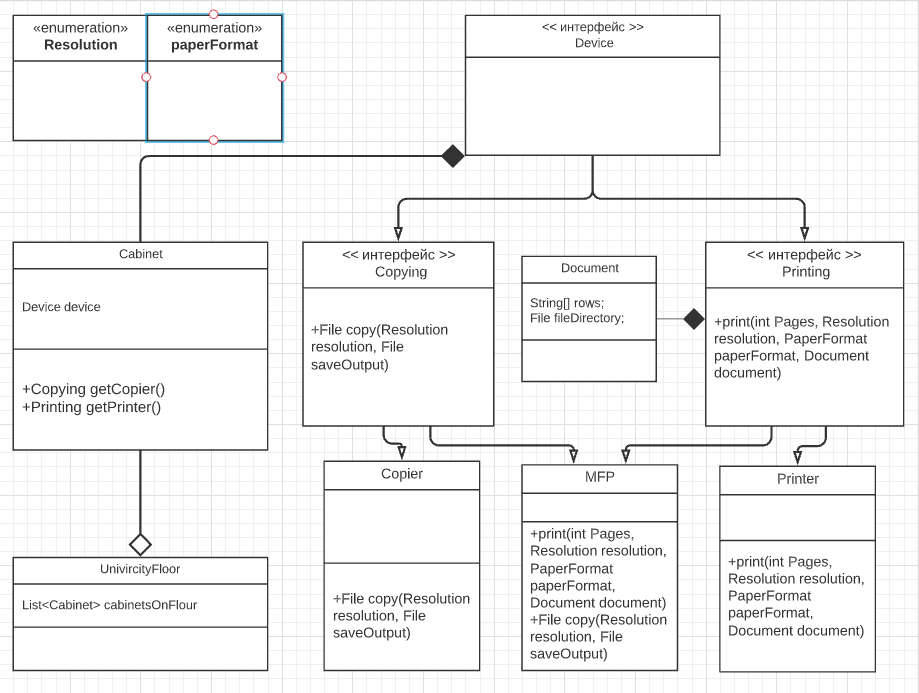 «enumeration»
Resolution
«enumeration»
paperFormat
<< интерфейс >>
Device
Cabinet
Device device
+Copying getCopier()
+Printing getPrinter()
<< интерфейс >>
Copying
+File copy(Resolution
resolution, File
saveOutput)
Document
String[] rows;
File fileDirectory;
<< интерфейс >>
Printing
+print(int Pages, Resolution
resolution, PaperFormat
paperFormat, Document
document)
UnivircityFloor
List<Cabinet> cabinetsOnFlour
Copier
+File copy(Resolution
resolution, File
saveOutput)
MFP
+print(int Pages,
Resolution resolution,
PaperFormat
paperFormat,
Document document)
+File copy(Resolution
resolution, File
saveOutput)
Printer
+print(int Pages,
Resolution resolution,
PaperFormat
paperFormat,
Document document)